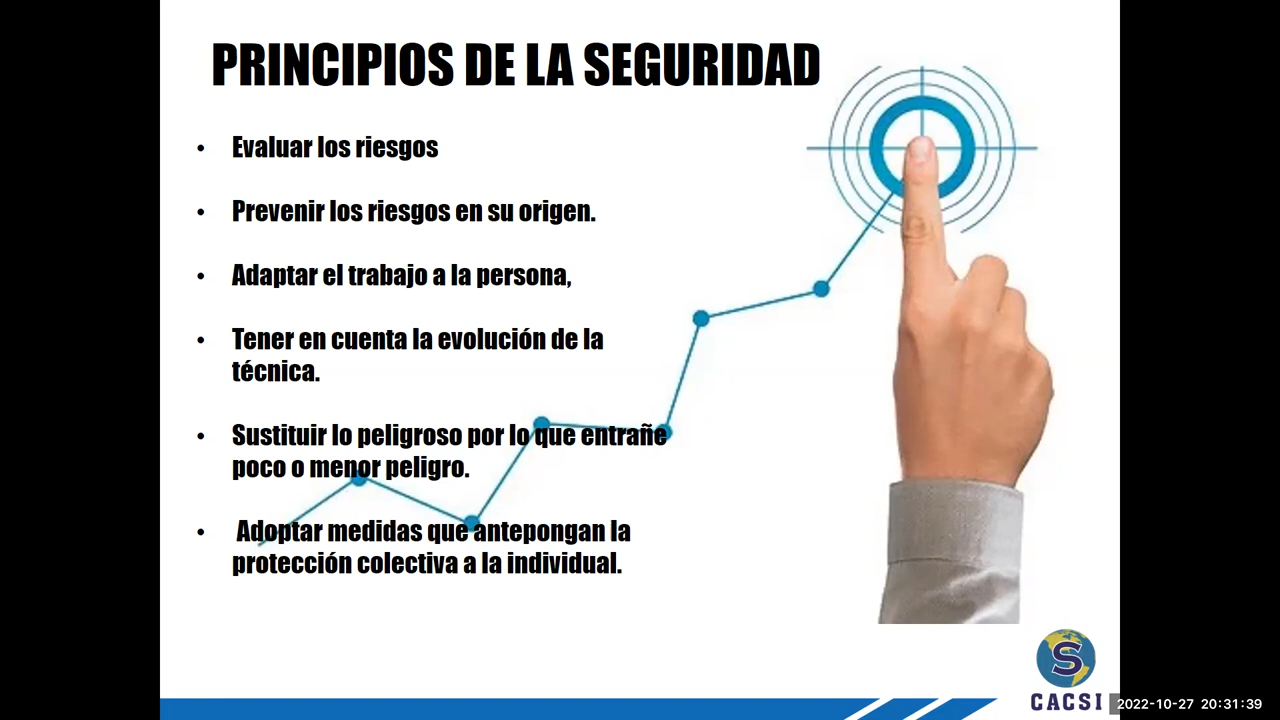 PRINCIPIOS DE LA SEGURIDAD
• Evaluar los riesgos
• Prevenir los riesgos en su origen.
• Adaptar el trabajo a la persona,
• Tener en cuenta la evolución de la
técnica.
• Sustituir lo peligroso por lo que entrañe
poco o menor peligro.
• Adoptar medidas que antepongan la
protección colectiva a la individual.
S
CACSI
2022-10-27 20:31:39